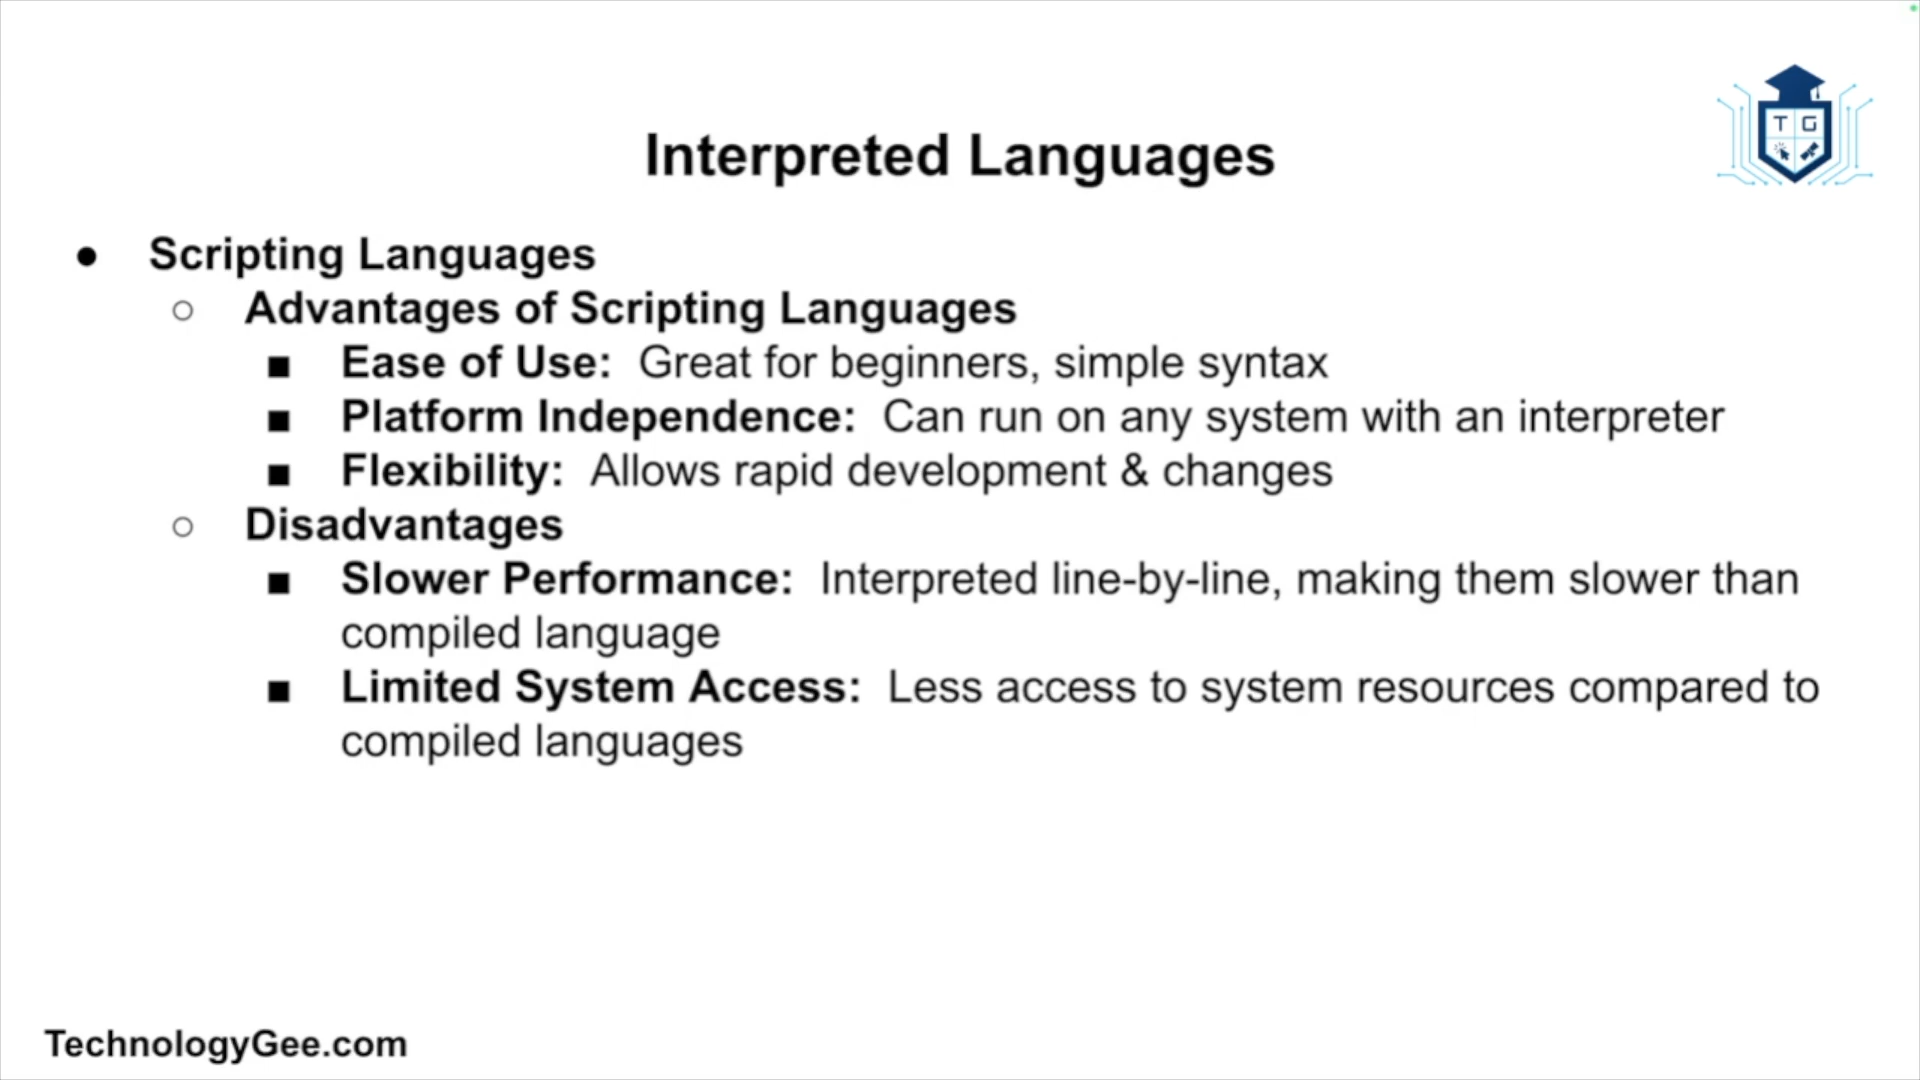 T G
Interpreted Languages
● Scripting Languages
○ Advantages of Scripting Languages
■ Ease of Use: Great for beginners, simple syntax
■ Platform Independence: Can run on any system with an interpreter
■ Flexibility: Allows rapid development & changes
○ Disadvantages
■ Slower Performance: Interpreted line-by-line, making them slower than
compiled language
■ Limited System Access: Less access to system resources compared to
compiled languages
TechnologyGee.com